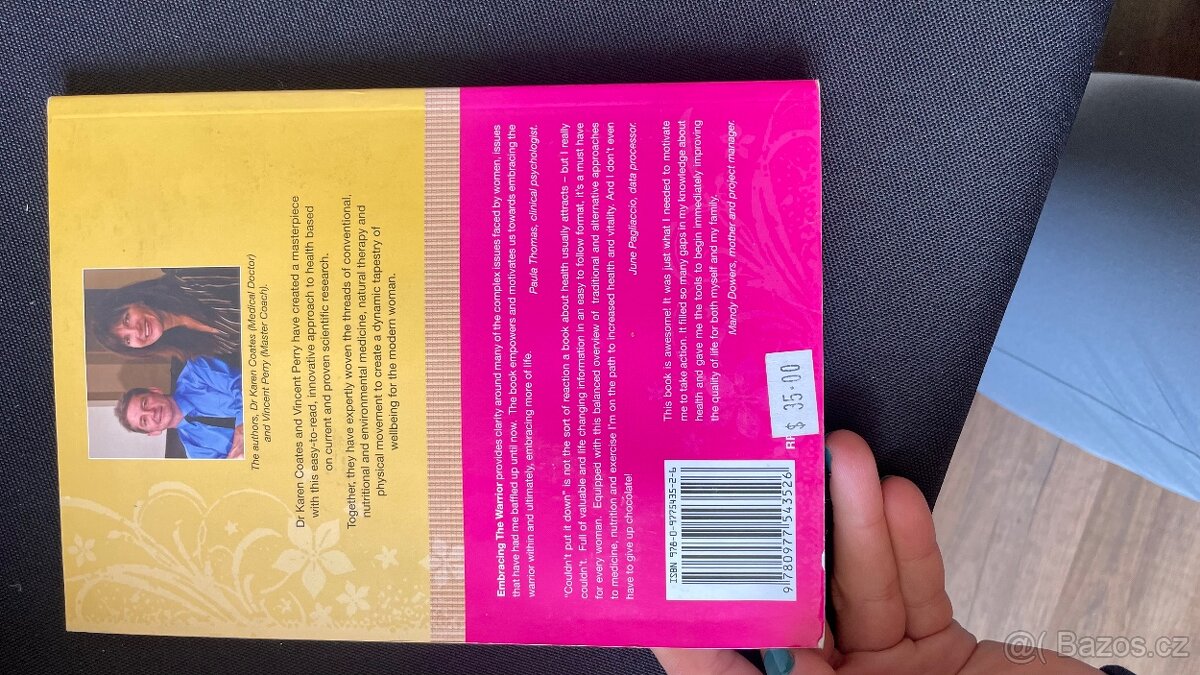 The authors, Dr Karen Coates (Medical Doctor)
and Vincent Perry (Master Coach).
Dr Karen Coates and Vincent Perry have created a masterpiece
with this easy-to-read, innovative approach to health based
on current and proven scientific research.
Together, they have expertly woven the threads of conventional,
nutritional and environmental medicine, natural therapy and
physical movement to create a dynamic tapestry of
wellbeing for the modern woman.
Embracing The Warrior provides clarity around many of the complex issues faced by women, issues
that have had me baffled up until now. The book empowers and motivates us towards embracing the
warrior within and ultimately, embracing more of life.
Paula Thomas, clinical psychologist.
"Couldn't put it down" is not the sort of reaction a book about health usually attracts – but I really
couldn't. Full of valuable and life changing information in an easy to follow format, it's a must have
for every woman. Equipped with this balanced overview of traditional and alternative approaches
to medicine, nutrition and exercise I'm on the path to increased health and vitality. And I don't even
have to give up chocolate!
June Pagliaccio, data processor.
This book is awesome! It was just what I needed to motivate
me to take action. It filled so many gaps in my knowledge about
health and gave me the tools to begin immediately improving
the quality of life for both myself and my family.
Mandy Dowers, mother and project manager.
ISBN 978-0-9775435-2-6
9 780977 543526
$ 35.00
Bazos.cz